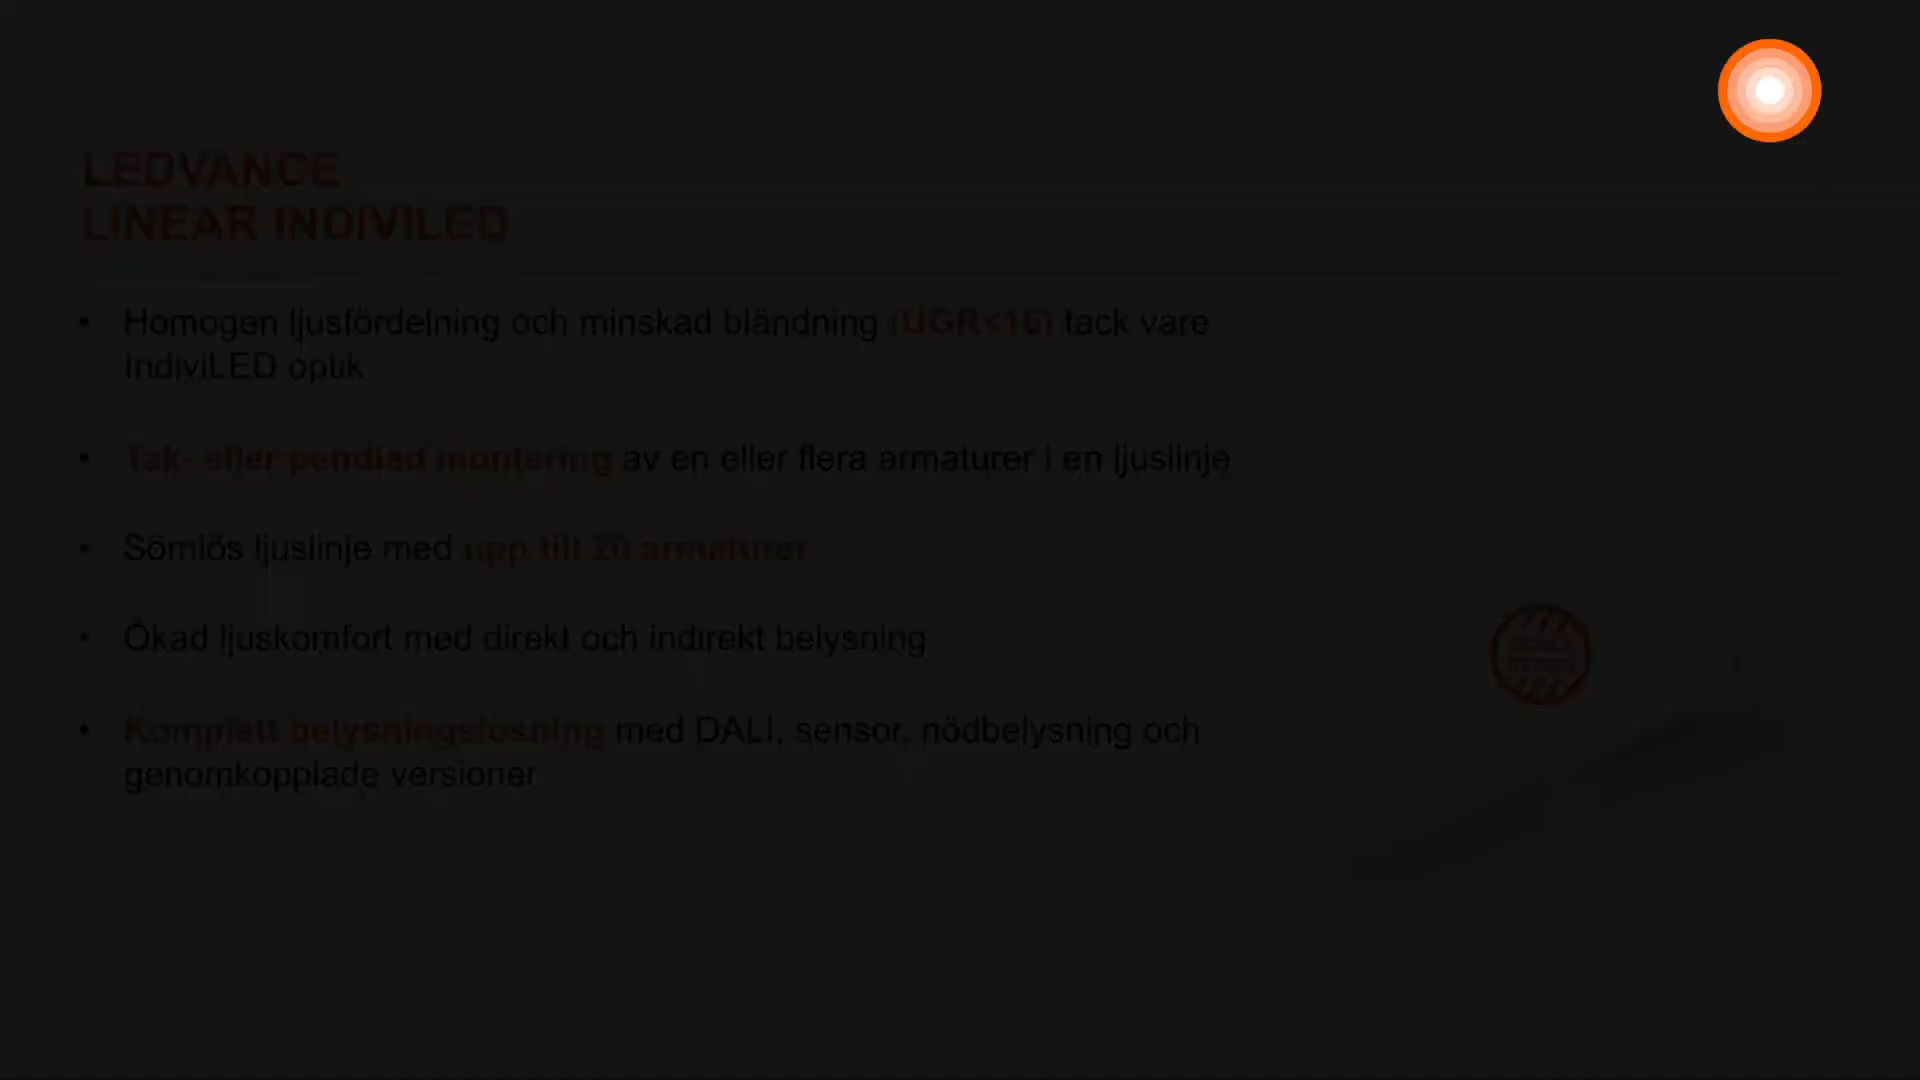 LEDVANCE
LINEAR INDIVILED
• Homogen ljusfördelning och minskad bländning (UGR<16) tack vare
IndiviLED optik
• Tak- eller pendlad montering av en eller flera armaturer i en ljuslinje
• Sömlös ljuslinje med upp till 20 armaturer
• Ökad ljuskomfort med direkt och indirekt belysning
• Komplett belysningslösning med DALI, sensor, nödbelysning och
genomkopplade versioner